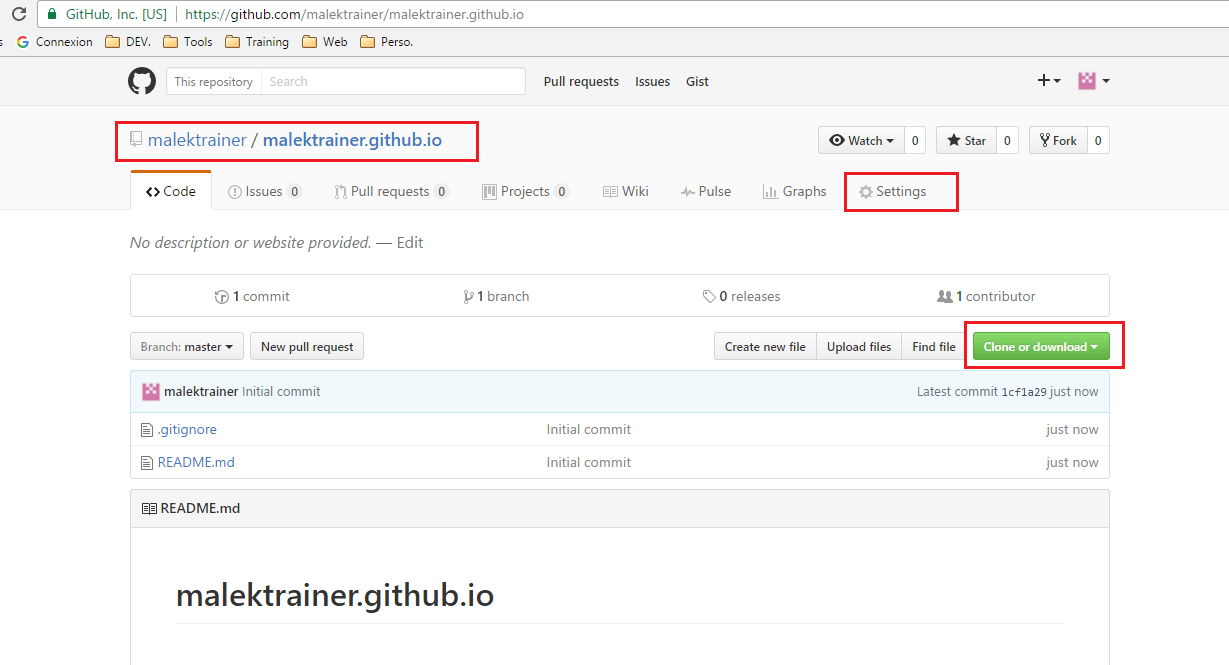 GitHub, Inc. [US] https://github.com/malektrainer/malektrainer.github.io
s Connexion DEV. Tools Training Web Perso.
This repository Search Pull requests Issues Gist
malektrainer / malektrainer.github.io Watch 0 Star 0 Fork 0
Code Issues 0 Pull requests 0 Projects 0 Wiki Pulse Graphs Settings
No description or website provided. — Edit
1 commit 1 branch 0 releases 1 contributor
Branch: master New pull request Create new file Upload files Find file Clone or download
malektrainer Initial commit Latest commit 1cf1a29 just now
.gitignore Initial commit just now
README.md Initial commit just now
README.md
malektrainer.github.io